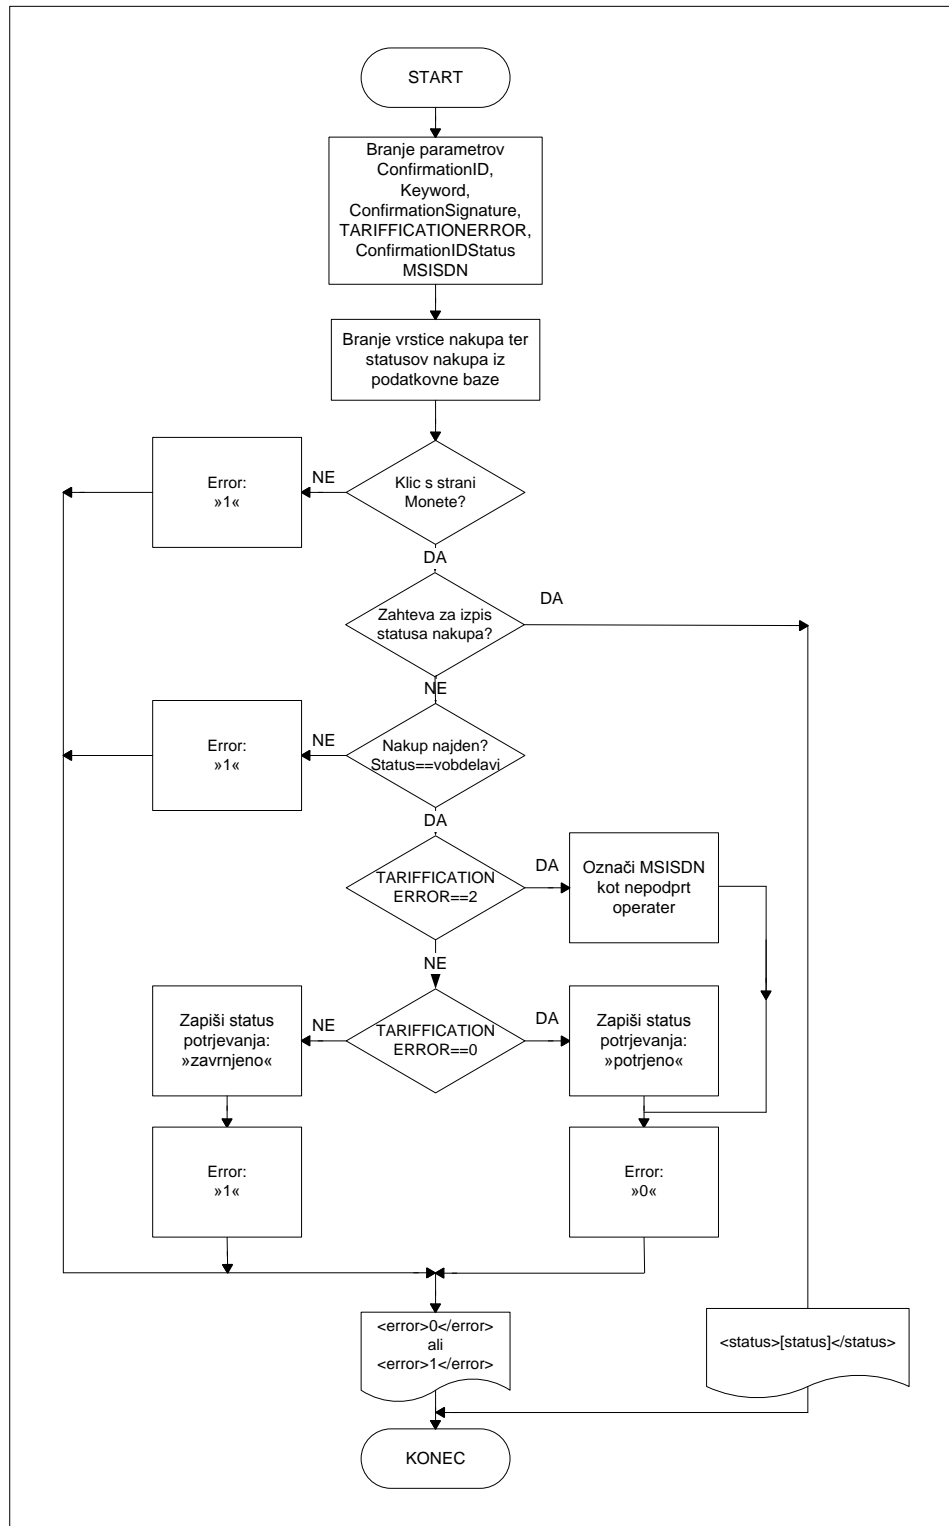 START
Branje parametrov
ConfirmationID,
Keyword,
ConfirmationSignature,
TARIFFICATIONERROR,
ConfirmationIDStatus
MSISDN
Branje vrstice nakupa ter
statusov nakupa iz
podatkovne baze
Error:
»1«
NE
Klic s strani
Monete?
DA
Zahteva za izpis
statusa nakupa?
DA
NE
Error:
»1«
NE
Nakup najden?
Status==vobdelavi
DA
TARIFFICATION
ERROR==2
DA
Označi MSISDN
kot nepodprt
operater
NE
Zapiši status
potrjevanja:
»zavrnjeno«
NE
TARIFFICATION
ERROR==0
DA
Zapiši status
potrjevanja:
»potrjeno«
Error:
»1«
Error:
»0«
<error>0</error>
ali
<error>1</error>
<status>[status]</status>
KONEC